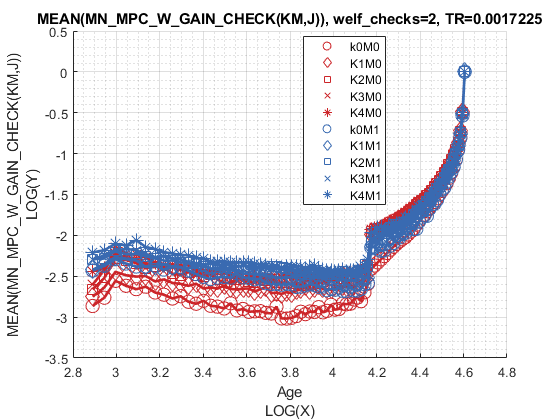 MEAN(MN_MPC_W_GAIN_CHECK(KM,J)), welf_checks=2, TR=0.0017225
0.5
0
-0.5
-1
-1.5
-2
-2.5
-3
-3.5
MEAN(MN_MPC_W_GAIN_CHECK(KM,J))
LOG(Y)
k0M0
K1M0
K2M0
K3M0
K4M0
k0M1
K1M1
K2M1
K3M1
K4M1
2.8
3
3.2
3.4
3.6
3.8
4
4.2
4.4
4.6
4.8
Age
LOG(X)